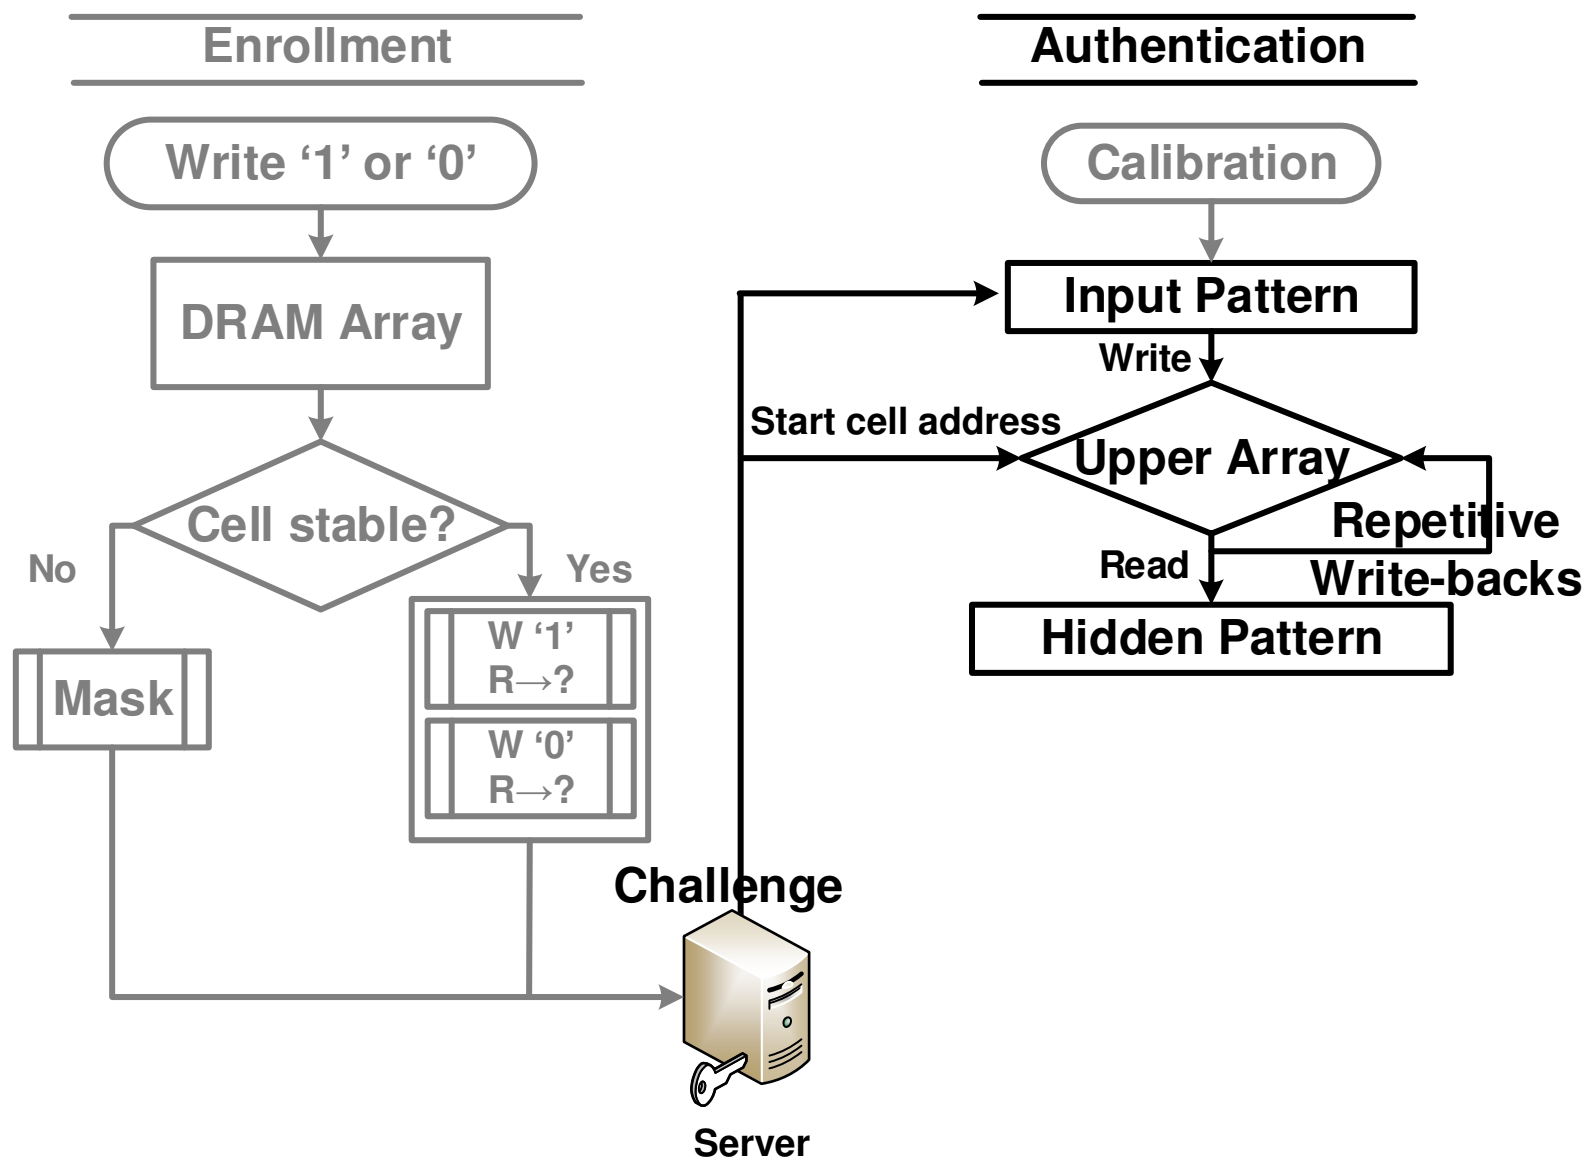 Enrollment
Write ‘1’ or ‘0’
DRAM Array
Cell stable?
No
Yes
Mask
W ‘1’
R→?
W ‘0’
R→?
Challenge
Server
Authentication
Calibration
Input Pattern
Write
Start cell address
Upper Array
Repetitive
Write-backs
Read
Hidden Pattern